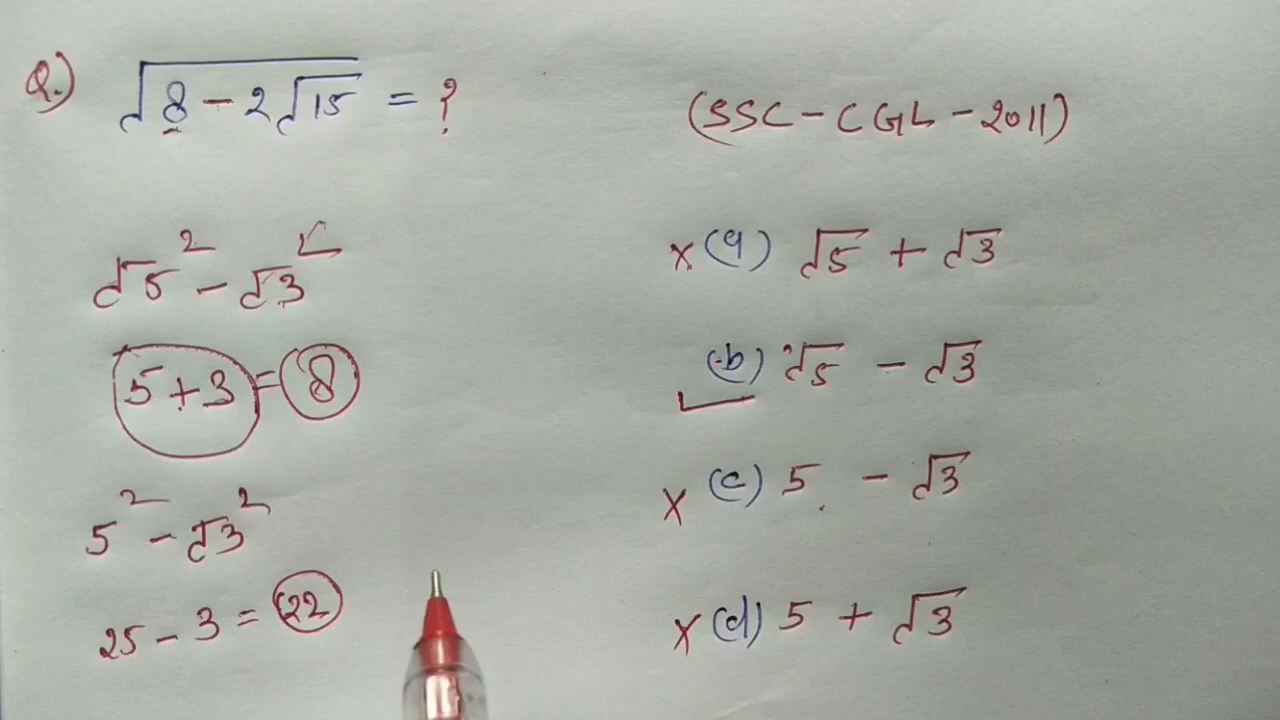 Q.) √(8 - 2√15) = ?
(SSC - CGL - 2011)
√5² - √3²
5+3 = 8
5² - √3²
25 - 3 = 22
x (a) √5 + √3
(b) √5 - √3
x (c) 5 - √3
x (d) 5 + √3